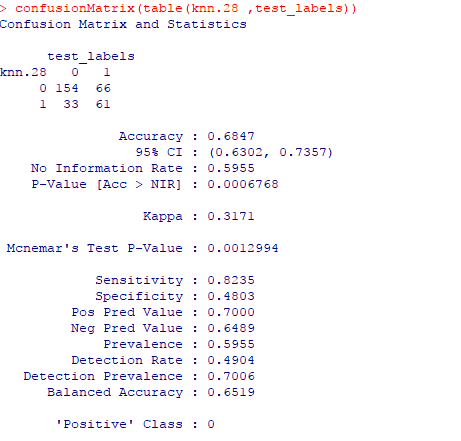 > confusionMatrix(table(knn.28 ,test_labels))
Confusion Matrix and Statistics

      test_labels
knn.28   0   1
     0 154  66
     1  33  61

               Accuracy : 0.6847
                 95% CI : (0.6302, 0.7357)
    No Information Rate : 0.5955
    P-Value [Acc > NIR] : 0.0006768

                  Kappa : 0.3171

 Mcnemar's Test P-Value : 0.0012994

            Sensitivity : 0.8235
            Specificity : 0.4803
         Pos Pred Value : 0.7000
         Neg Pred Value : 0.6489
             Prevalence : 0.5955
         Detection Rate : 0.4904
   Detection Prevalence : 0.7006
      Balanced Accuracy : 0.6519

       'Positive' Class : 0